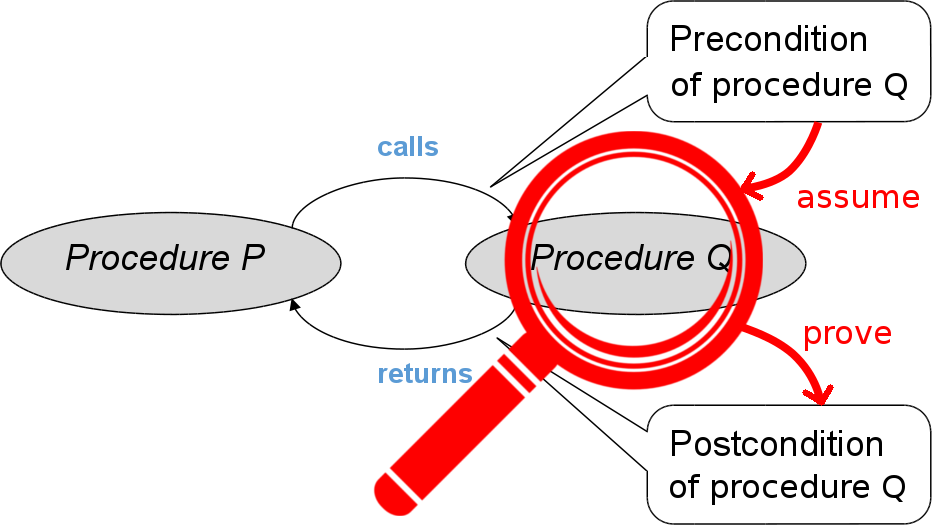 Precondition
of procedure Q
calls
assume
Procedure P
Procedure Q
prove
returns
Postcondition
of procedure Q